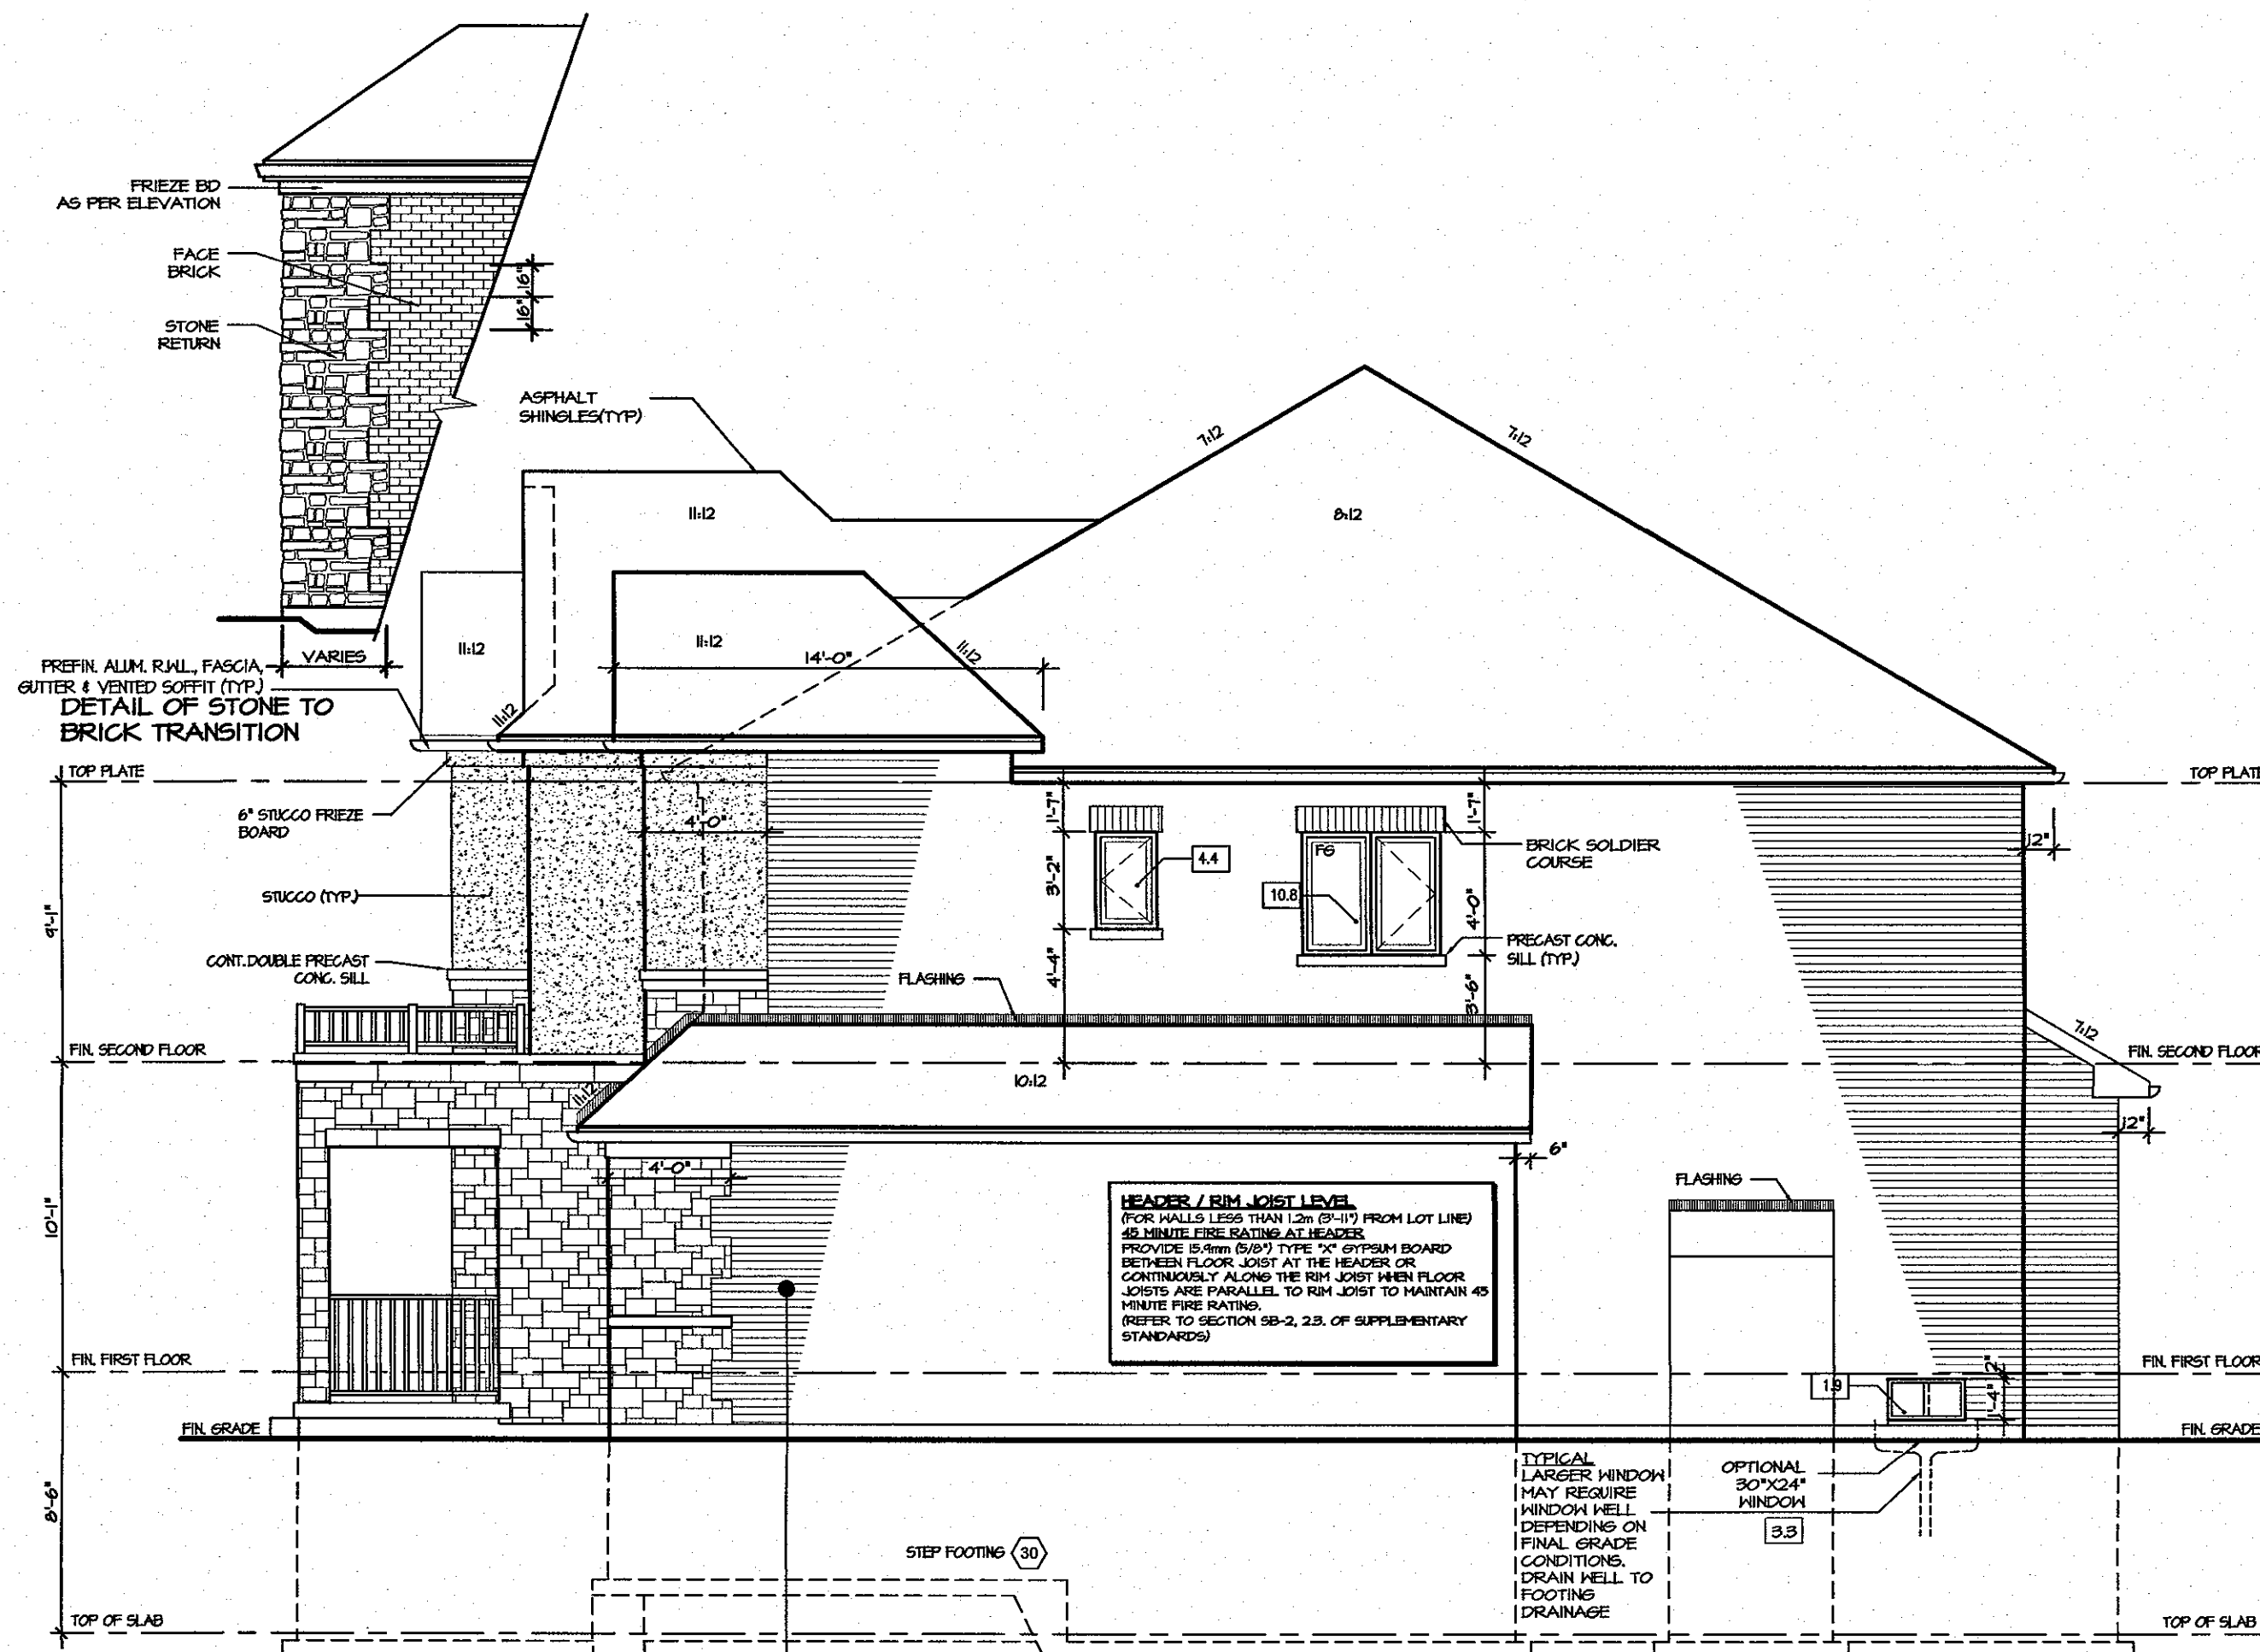 FRIEZE BD
AS PER ELEVATION
FACE
BRICK
STONE
RETURN
16"
16"
VARIES
ASPHALT
SHINGLES(TYP)
7:12
7:12
11:12
8:12
11:12
11:12
11:12
14'-0"
11:12
PREFIN. ALUM. R.W.L., FASCIA,
GUTTER & VENTED SOFFIT (TYP.)
DETAIL OF STONE TO
BRICK TRANSITION
TOP PLATE
TOP PLATE
6" STUCCO FRIEZE
BOARD
4'-0"
1'-7"
1'-7"
12"
BRICK SOLDIER
COURSE
FG
4.4
10.8
3'-2"
4'-0"
STUCCO (TYP.)
9'-1"
CONT. DOUBLE PRECAST
CONC. SILL
FLASHING
4'-4"
3'-6"
PRECAST CONC.
SILL (TYP.)
7:12
FIN. SECOND FLOOR
FIN. SECOND FLOOR
10:12
11:12
12"
4'-0"
6"
FLASHING
10'-1"
HEADER / RIM JOIST LEVEL
(FOR WALLS LESS THAN 1.2m (3'-11") FROM LOT LINE)
45 MINUTE FIRE RATING AT HEADER
PROVIDE 15.9mm (5/8") TYPE "X" GYPSUM BOARD
BETWEEN FLOOR JOIST AT THE HEADER OR
CONTINUOUSLY ALONG THE RIM JOIST WHEN FLOOR
JOISTS ARE PARALLEL TO RIM JOIST TO MAINTAIN 45
MINUTE FIRE RATING.
(REFER TO SECTION SB-2, 2.3. OF SUPPLEMENTARY
STANDARDS)
FIN. FIRST FLOOR
FIN. FIRST FLOOR
2"
1'-4"
1.9
FIN. GRADE
FIN. GRADE
8'-6"
TYPICAL
LARGER WINDOW
MAY REQUIRE
WINDOW WELL
DEPENDING ON
FINAL GRADE
CONDITIONS.
DRAIN WELL TO
FOOTING
DRAINAGE
OPTIONAL
30"X24"
WINDOW
3.3
STEP FOOTING 30
TOP OF SLAB
TOP OF SLAB